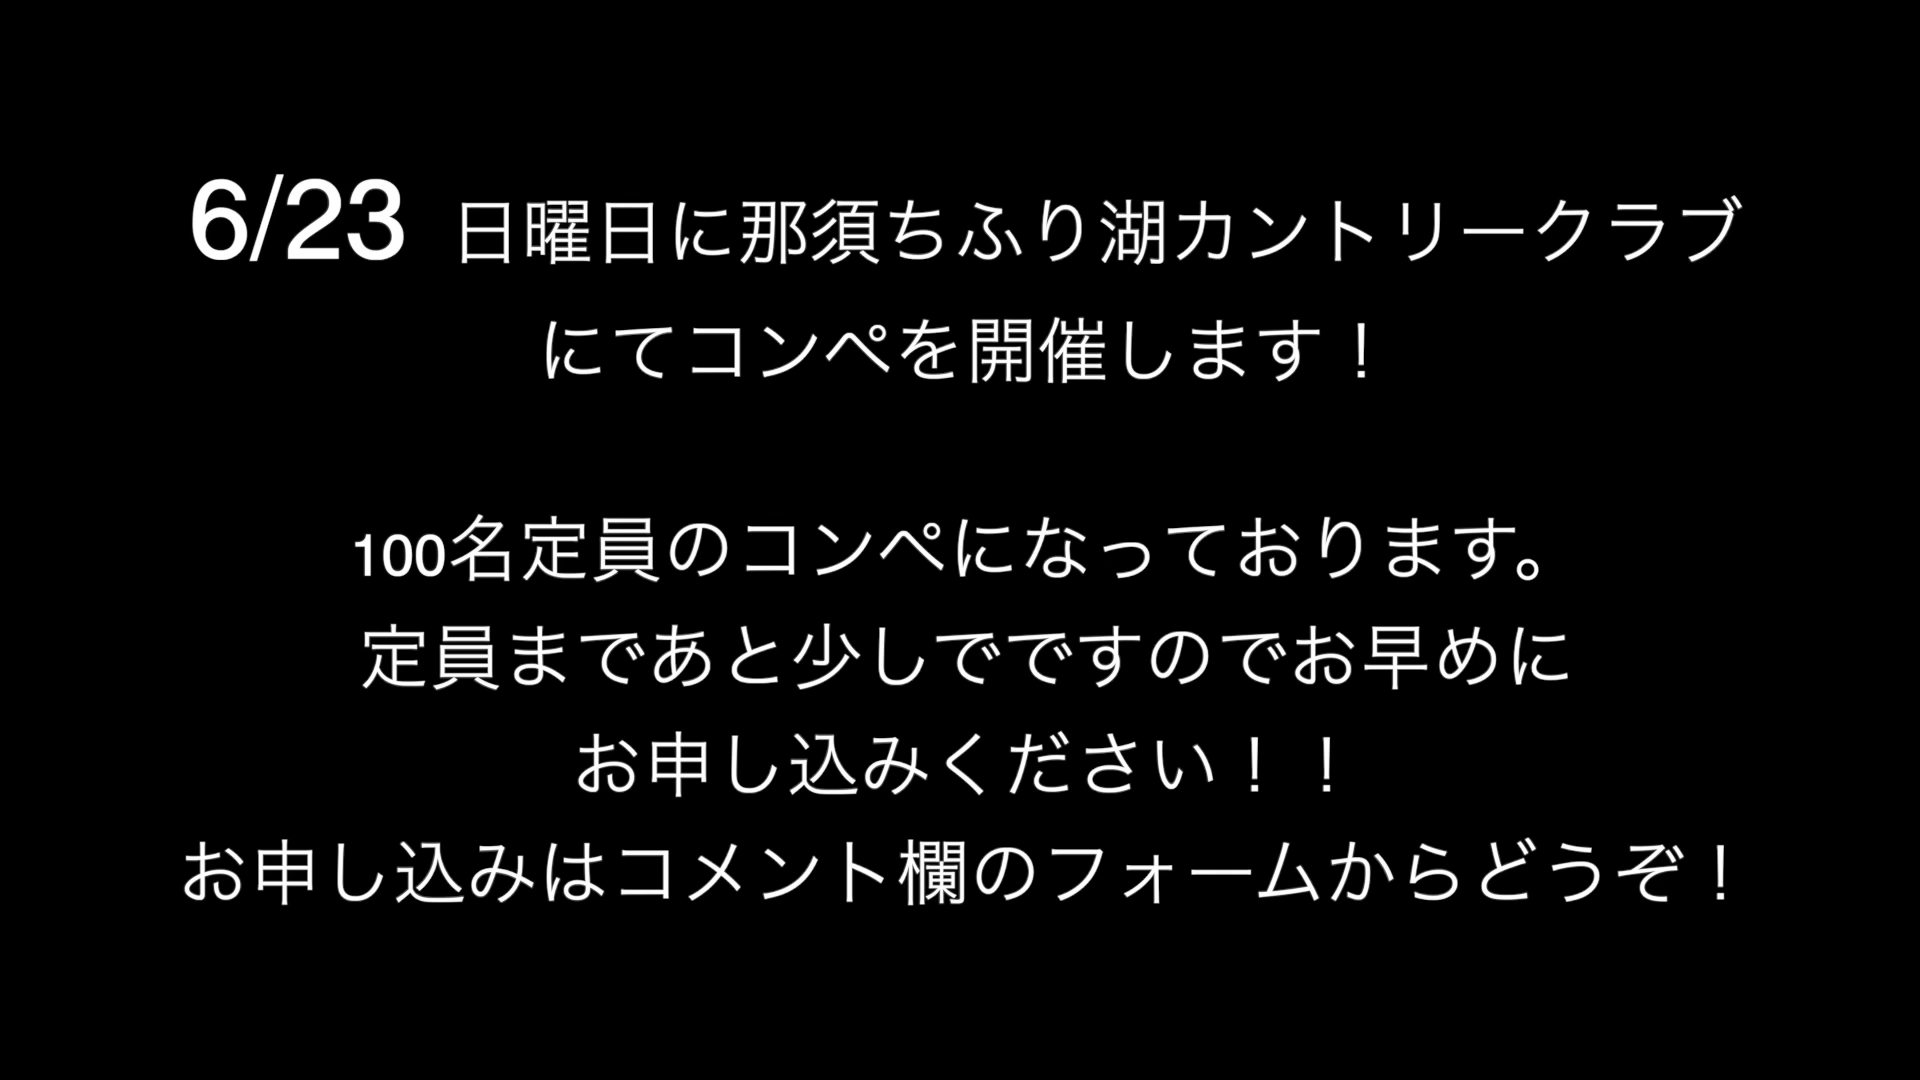 6/23 日曜日に那須ちふり湖カントリークラブ
にてコンペを開催します！
100名定員のコンペになっております。
定員まであと少しでですのでお早めに
お申し込みください！！
お申し込みはコメント欄のフォームからどうぞ！